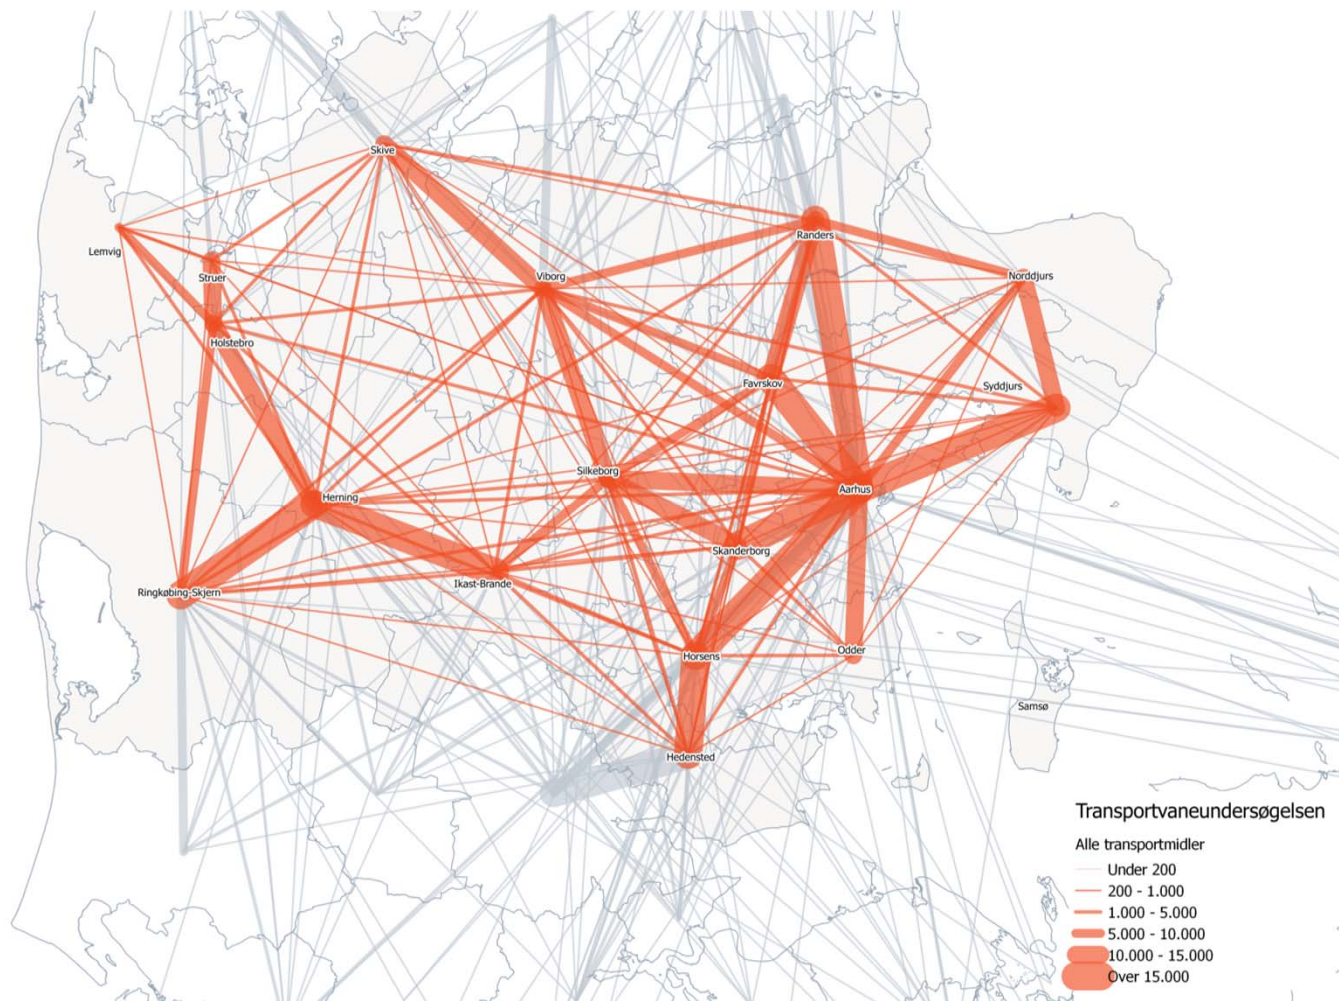 Skive
Randers
Lemvig
Struer
Viborg
Norddjurs
Holstebro
Favrskov
Syddjurs
Silkeborg
Herning
Aarhus
Skanderborg
Ikast-Brande
Ringkøbing-Skjern
Horsens
Odder
Samsø
Hedensted
Transportvaneundersøgelsen
Alle transportmidler
Under 200
200 - 1.000
1.000 - 5.000
5.000 - 10.000
10.000 - 15.000
Over 15.000